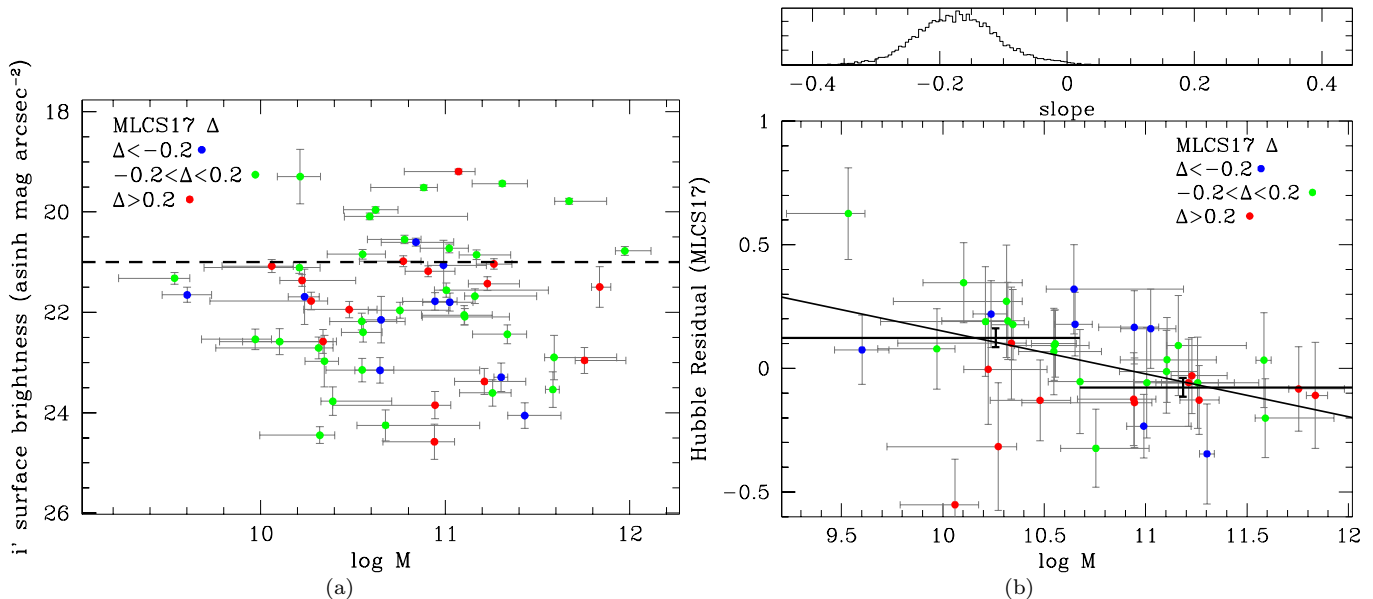 i' surface brightness (asinh mag arcsec⁻²)
18
20
22
24
26
MLCS17 Δ
Δ<−0.2
−0.2<Δ<0.2
Δ>0.2
10
11
12
log M
(a)
−0.4
−0.2
0
0.2
0.4
slope
Hubble Residual (MLCS17)
1
0.5
0
−0.5
MLCS17 Δ
Δ<−0.2
−0.2<Δ<0.2
Δ>0.2
9.5
10
10.5
11
11.5
12
log M
(b)